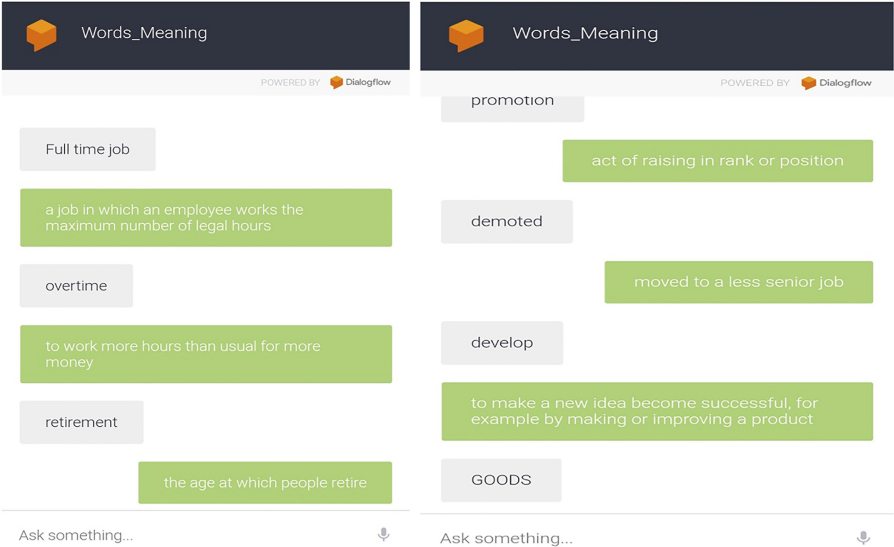 Words_Meaning
POWERED BY Dialogflow
Full time job
a job in which an employee works the
maximum number of legal hours
overtime
to work more hours than usual for more
money
retirement
the age at which people retire
Ask something...
Words_Meaning
POWERED BY Dialogflow
promotion
act of raising in rank or position
demoted
moved to a less senior job
develop
to make a new idea become successful, for
example by making or improving a product
GOODS
Ask something...